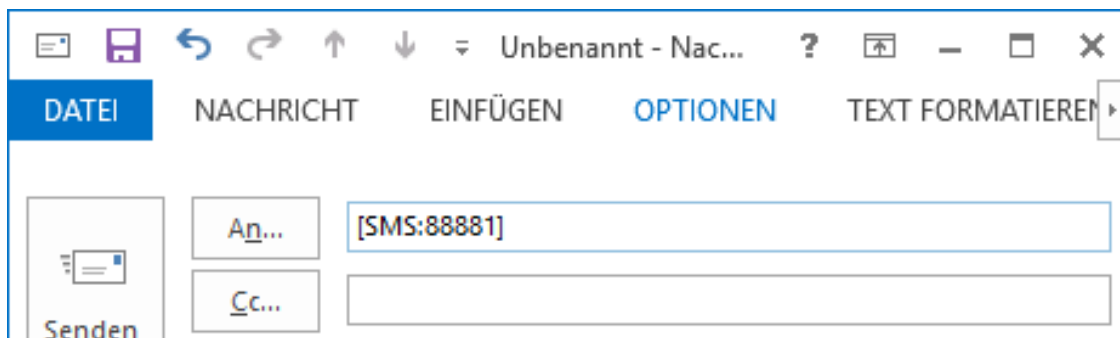 Unbenannt - Nac... ?
DATEI NACHRICHT EINFÜGEN OPTIONEN TEXT FORMATIEREN
An... [SMS:88881]
Cc...
Senden